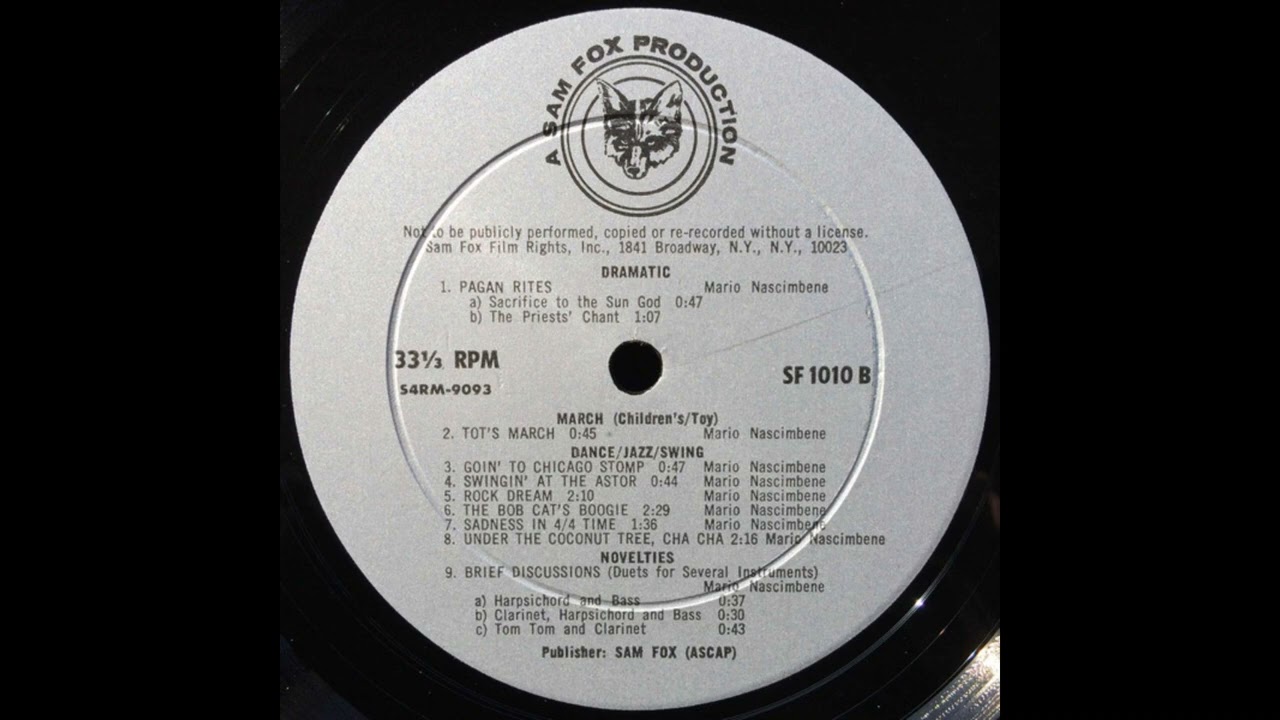 A SAM FOX PRODUCTION
Not to be publicly performed, copied or re-recorded without a license.
Sam Fox Film Rights, Inc., 1841 Broadway, N.Y., N.Y., 10023
DRAMATIC
1. PAGAN RITES Mario Nascimbene
a) Sacrifice to the Sun God 0:47
b) The Priests' Chant 1:07
33⅓ RPM
SF 1010 B
S4RM-9093
MARCH (Children's/Toy)
2. TOT'S MARCH 0:45 Mario Nascimbene
DANCE/JAZZ/SWING
3. GOIN' TO CHICAGO STOMP 0:47 Mario Nascimbene
4. SWINGIN' AT THE ASTOR 0:44 Mario Nascimbene
5. ROCK DREAM 2:10 Mario Nascimbene
6. THE BOB CAT'S BOOGIE 2:29 Mario Nascimbene
7. SADNESS IN 4/4 TIME 1:36 Mario Nascimbene
8. UNDER THE COCONUT TREE, CHA CHA 2:16 Mario Nascimbene
NOVELTIES
9. BRIEF DISCUSSIONS (Duets for Several Instruments)
Mario Nascimbene
a) Harpsichord and Bass 0:37
b) Clarinet, Harpsichord and Bass 0:30
c) Tom Tom and Clarinet 0:43
Publisher: SAM FOX (ASCAP)